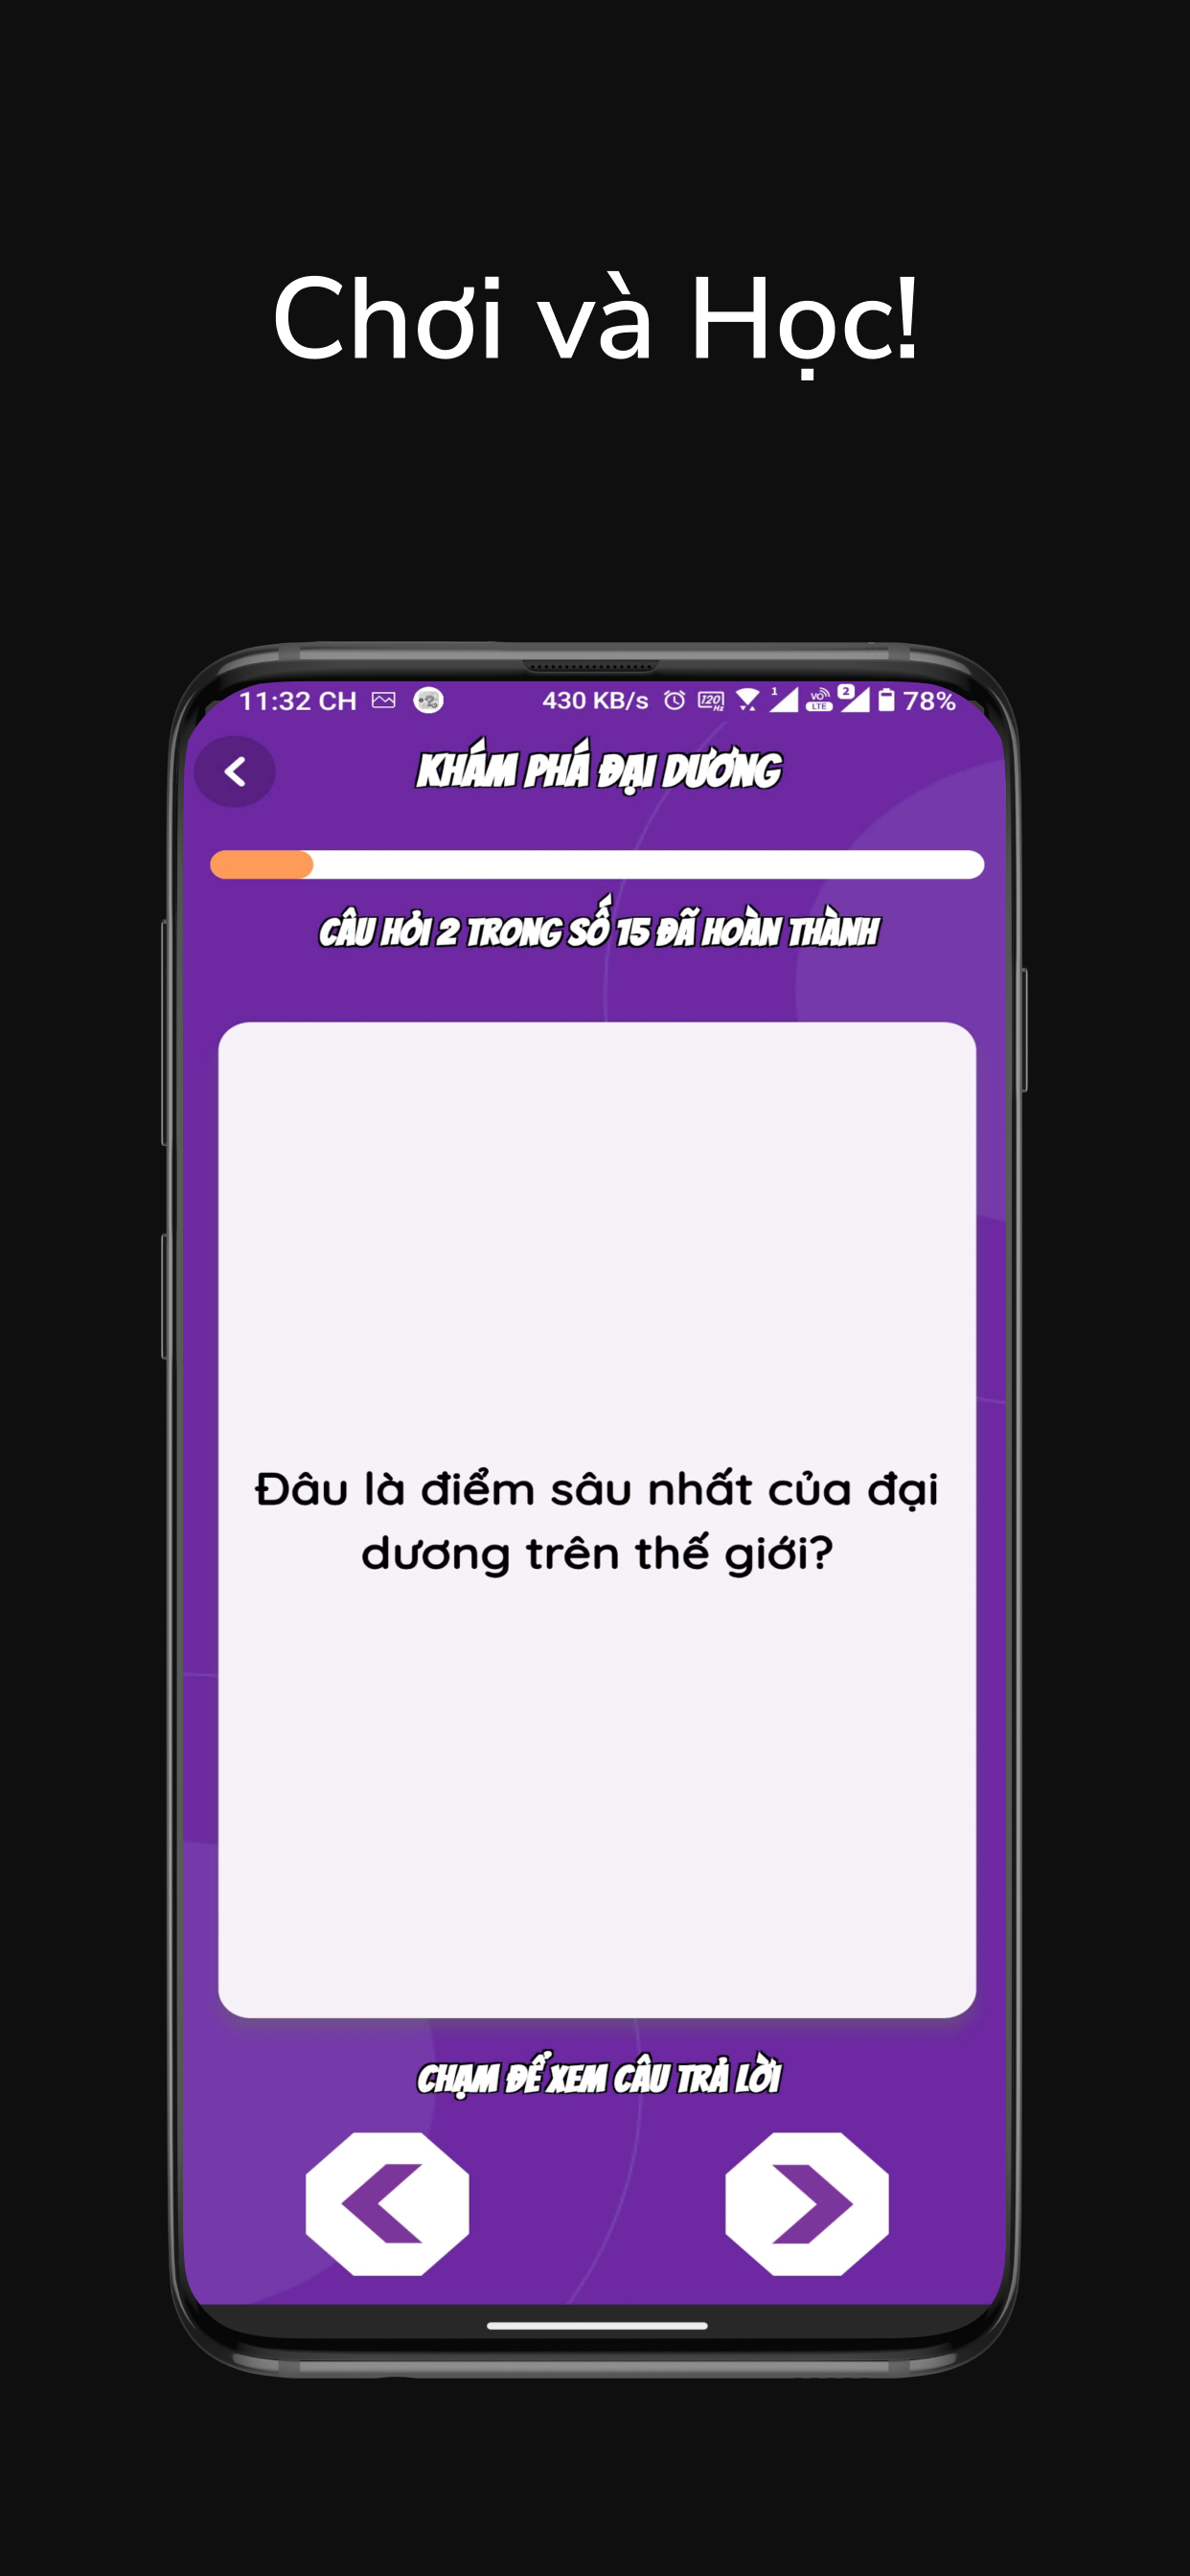 Chơi và Học!
11:32 CH 430 KB/s 120 Hz 1 VO LTE 2 78%
KHÁM PHÁ ĐẠI DƯƠNG
CÂU HỎI 2 TRONG SỐ 15 ĐÃ HOÀN THÀNH
Đâu là điểm sâu nhất của đại
dương trên thế giới?
CHẠM ĐỂ XEM CÂU TRẢ LỜI